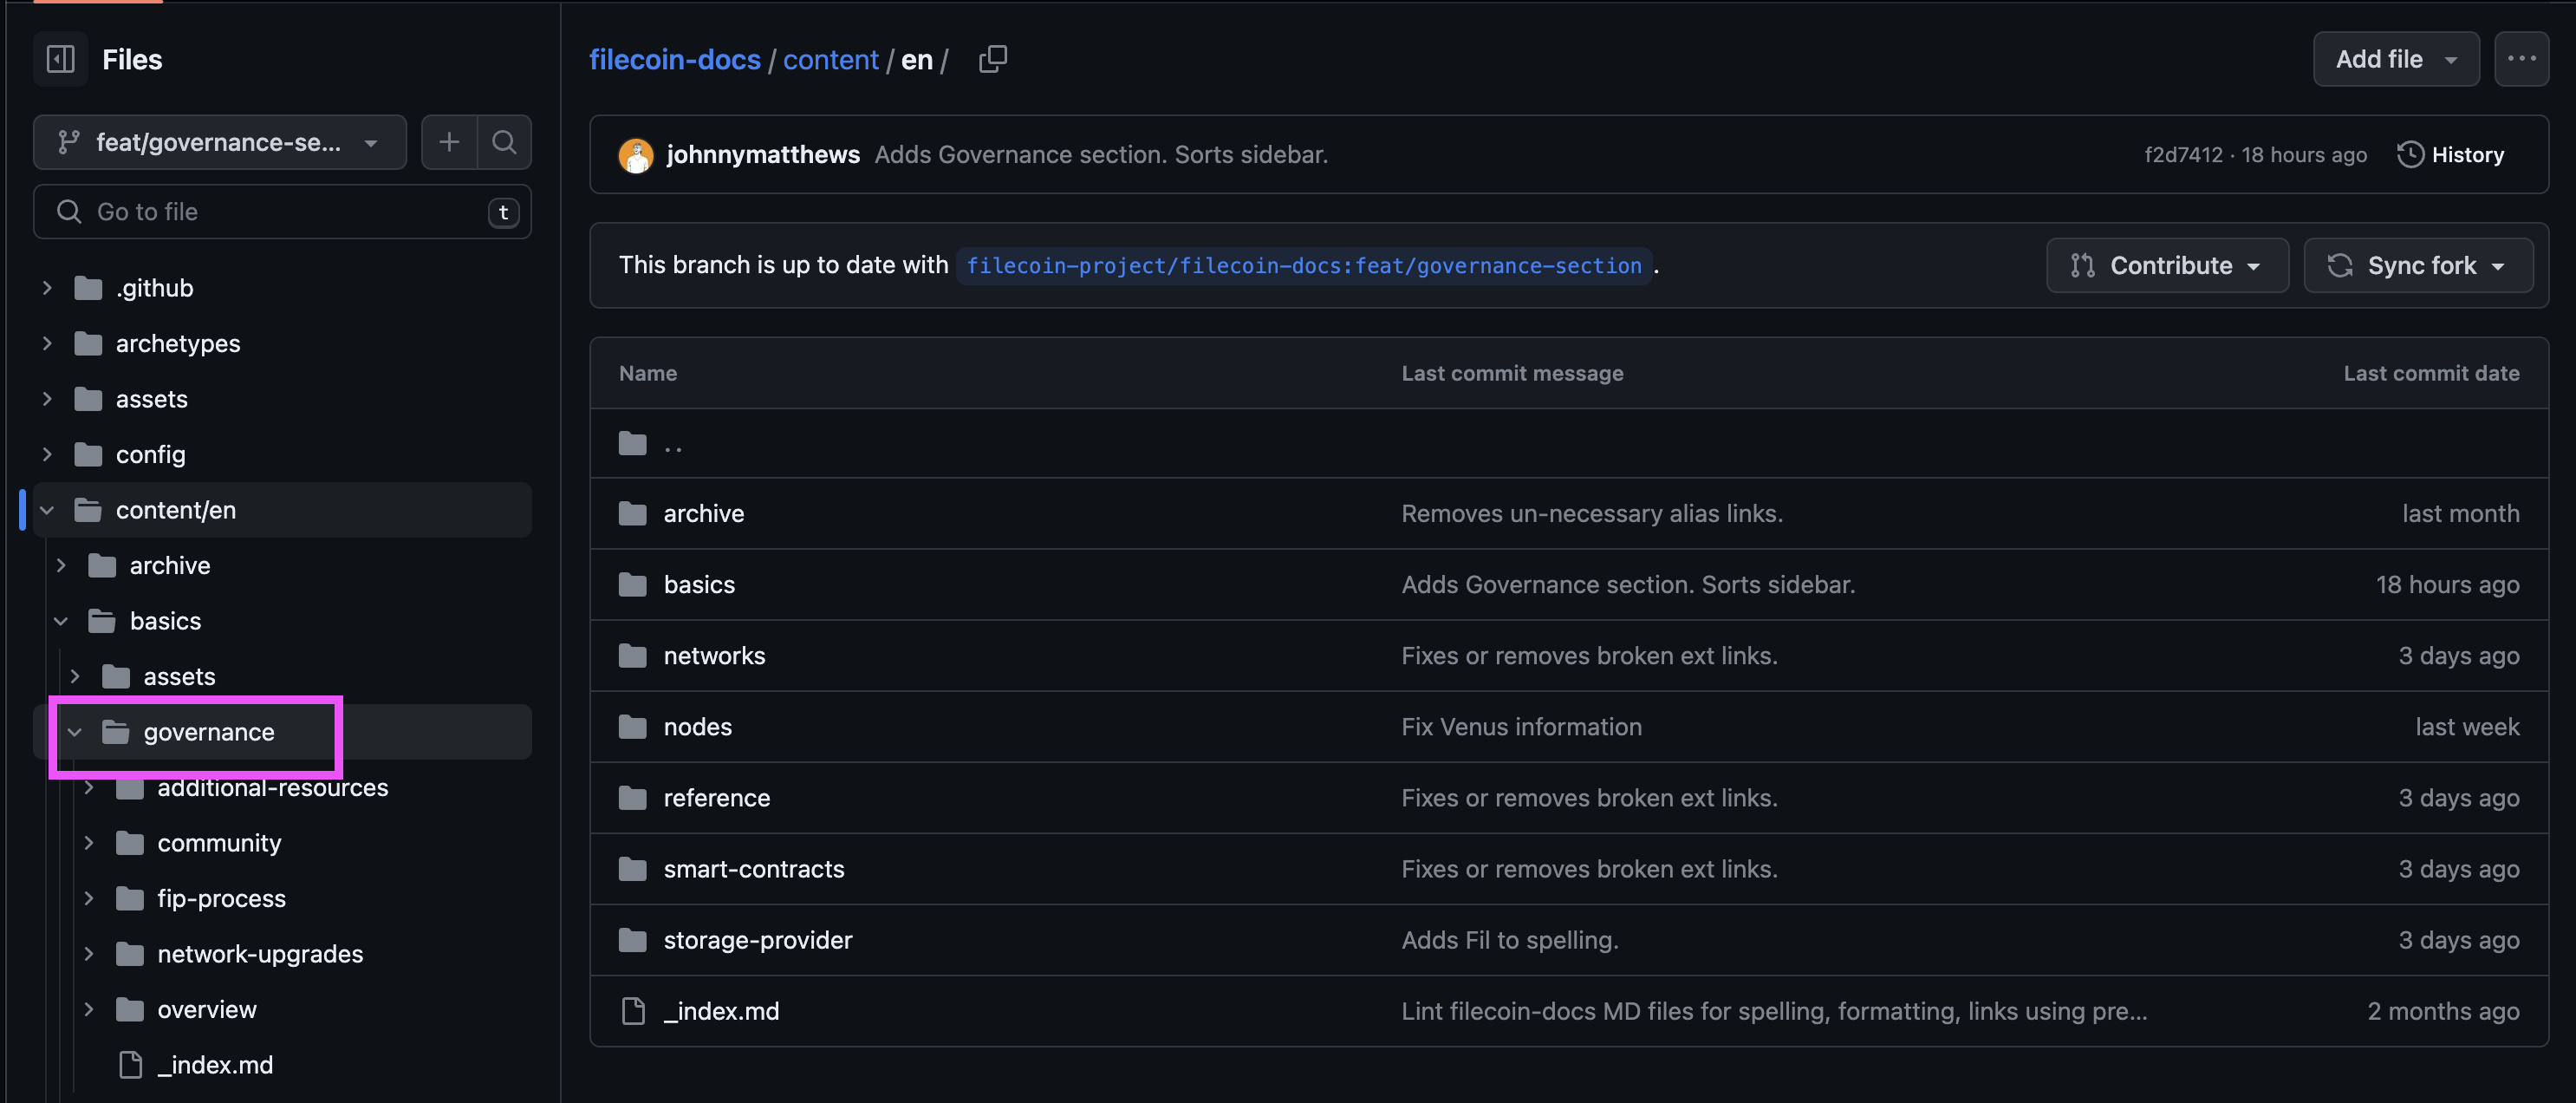 Files
feat/governance-se...
Go to file
t
.github
archetypes
assets
config
content/en
archive
basics
assets
governance
additional-resources
community
fip-process
network-upgrades
overview
_index.md
filecoin-docs / content / en /
Add file
johnnymatthews Adds Governance section. Sorts sidebar.
f2d7412 · 18 hours ago History
This branch is up to date with filecoin-project/filecoin-docs:feat/governance-section .
Contribute
Sync fork
Name Last commit message Last commit date
..
archive Removes un-necessary alias links. last month
basics Adds Governance section. Sorts sidebar. 18 hours ago
networks Fixes or removes broken ext links. 3 days ago
nodes Fix Venus information last week
reference Fixes or removes broken ext links. 3 days ago
smart-contracts Fixes or removes broken ext links. 3 days ago
storage-provider Adds Fil to spelling. 3 days ago
_index.md Lint filecoin-docs MD files for spelling, formatting, links using pre... 2 months ago